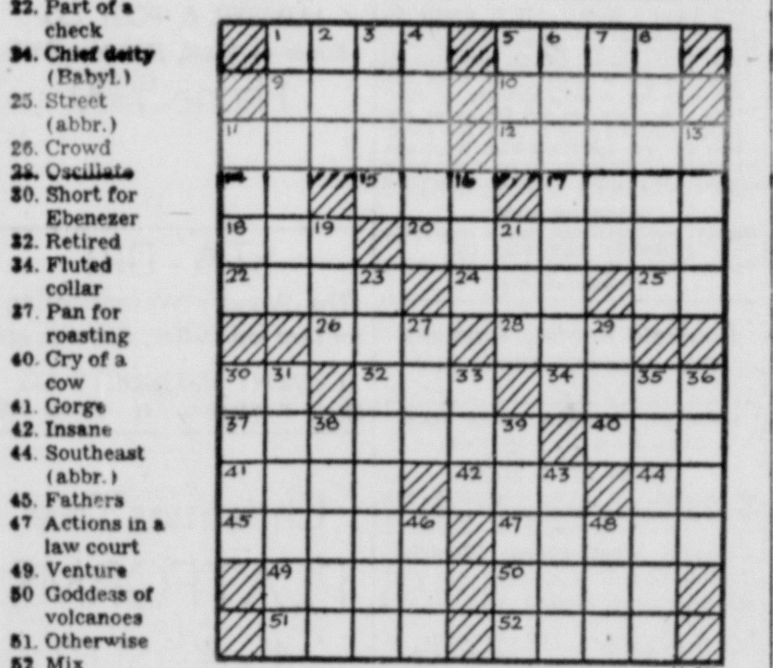 22. Part of a
check
24. Chief deity
(Babyl.)
25. Street
(abbr.)
26. Crowd
28. Oscillate
30. Short for
Ebenezer
32. Retired
34. Fluted
collar
37. Pan for
roasting
40. Cry of a
cow
41. Gorge
42. Insane
44. Southeast
(abbr.)
45. Fathers
47 Actions in a
law court
49. Venture
50 Goddess of
volcanoes
51. Otherwise
52 Mix
1 2 3 4 5 6 7 8
9 10
11 12 13
14 15 16 17
18 19 20 21
22 23 24 25
26 27 28 29
30 31 32 33 34 35 36
37 38 39 40
41 42 43 44
45 46 47 48
49 50
51 52